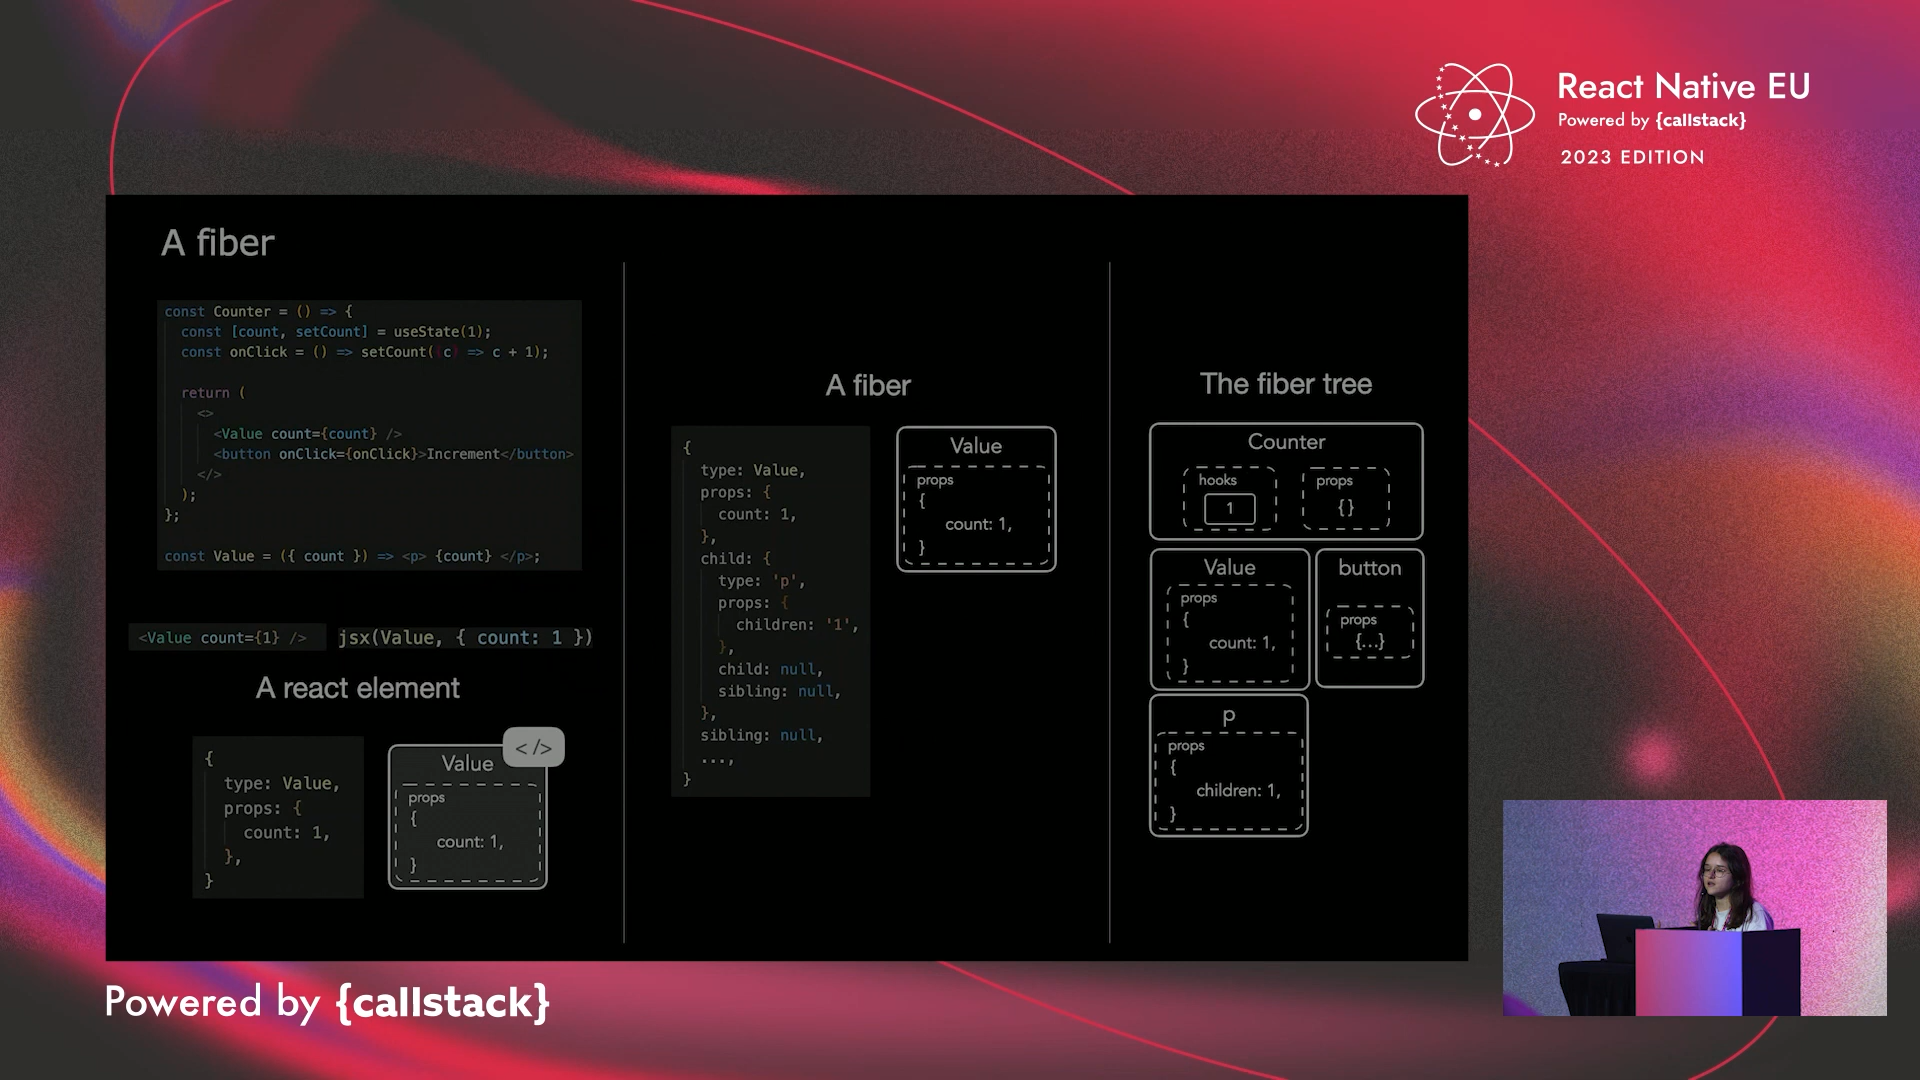 React Native EU
Powered by {callstack}
2023 EDITION
A fiber
const Counter = () => {
const [count, setCount] = useState(1);
const onClick = () => setCount((c) => c + 1);
return (
<>
<Value count={count} />
<button onClick={onClick}>Increment</button>
</>
);
};
const Value = ({ count }) => <p> {count} </p>;
<Value count={1} />
jsx(Value, { count: 1 })
A react element
{
type: Value,
props: {
count: 1,
},
}
</>
Value
props
{
count: 1,
}
A fiber
{
type: Value,
props: {
count: 1,
},
child: {
type: 'p',
props: {
children: '1',
},
child: null,
sibling: null,
},
sibling: null,
...,
}
Value
props
{
count: 1,
}
The fiber tree
Counter
hooks
1
props
{}
Value
props
{
count: 1,
}
button
props
{...}
p
props
{
children: 1,
}
Powered by {callstack}